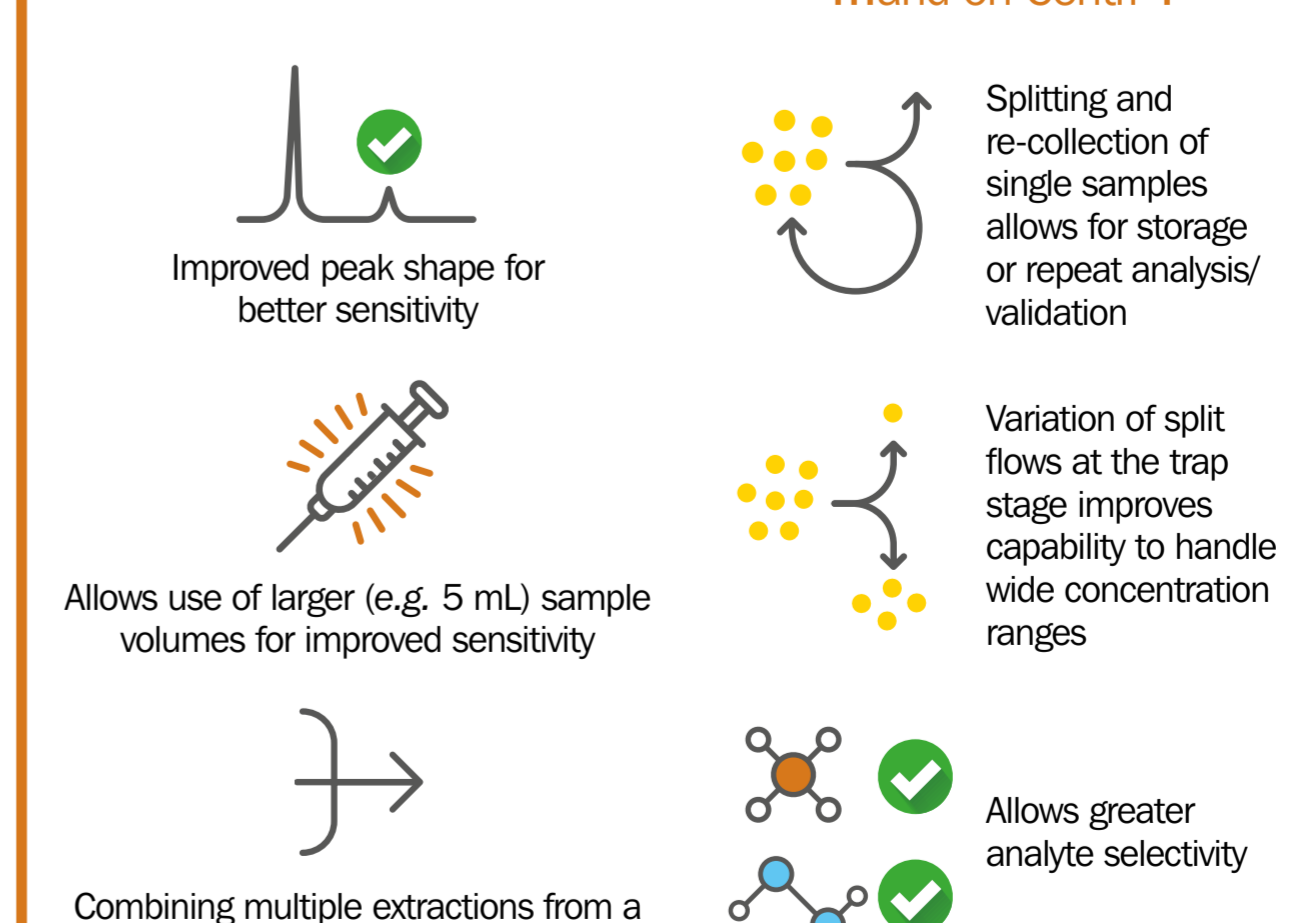 Improved peak shape for
better sensitivity
Allows use of larger (e.g. 5 mL) sample
volumes for improved sensitivity
Combining multiple extractions from a
Splitting and
re-collection of
single samples
allows for storage
or repeat analysis/
validation
Variation of split
flows at the trap
stage improves
capability to handle
wide concentration
ranges
Allows greater
analyte selectivity